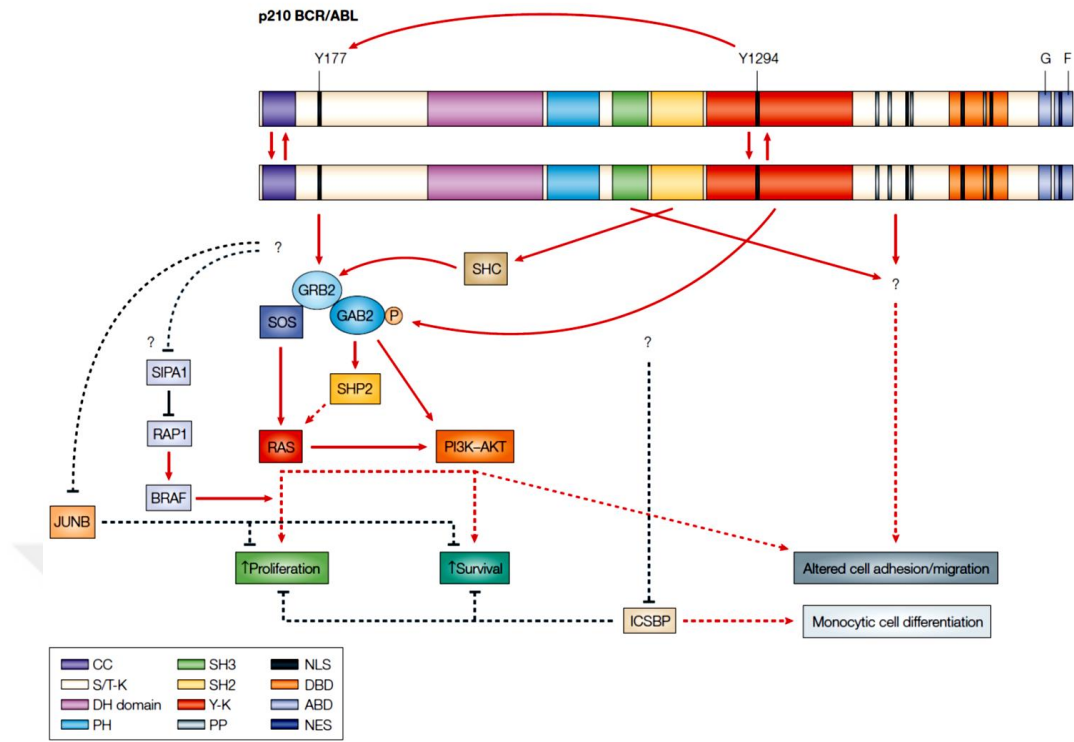 p210 BCR/ABL
Y177
Y1294
G
F
?
SHC
?
GRB2
GAB2
P
SOS
?
?
SIPA1
SHP2
RAP1
RAS
PI3K–AKT
BRAF
JUNB
↑Proliferation
↑Survival
Altered cell adhesion/migration
ICSBP
Monocytic cell differentiation
CC
SH3
NLS
S/T-K
SH2
DBD
DH domain
Y-K
ABD
PH
PP
NES